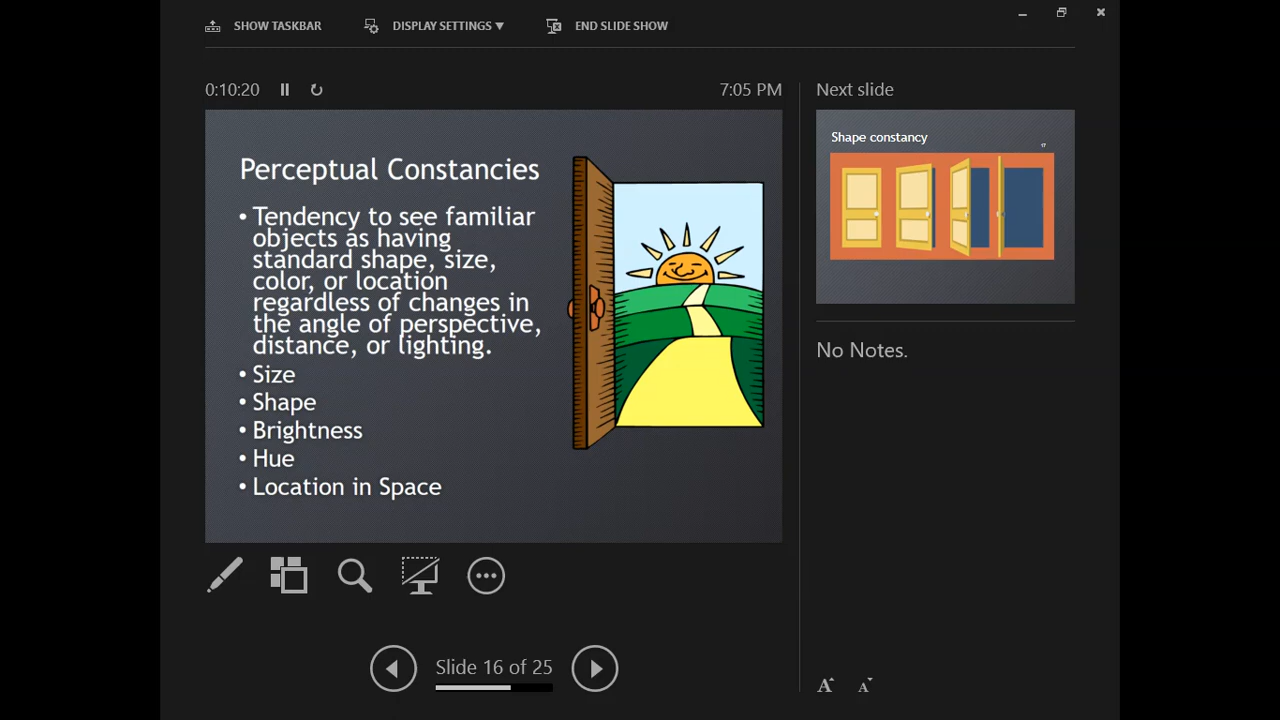 SHOW TASKBAR
DISPLAY SETTINGS ▼
END SLIDE SHOW
0:10:20
7:05 PM
Next slide
Perceptual Constancies
• Tendency to see familiar
objects as having
standard shape, size,
color, or location
regardless of changes in
the angle of perspective,
distance, or lighting.
• Size
• Shape
• Brightness
• Hue
• Location in Space
Shape constancy
17
No Notes.
Slide 16 of 25
A A